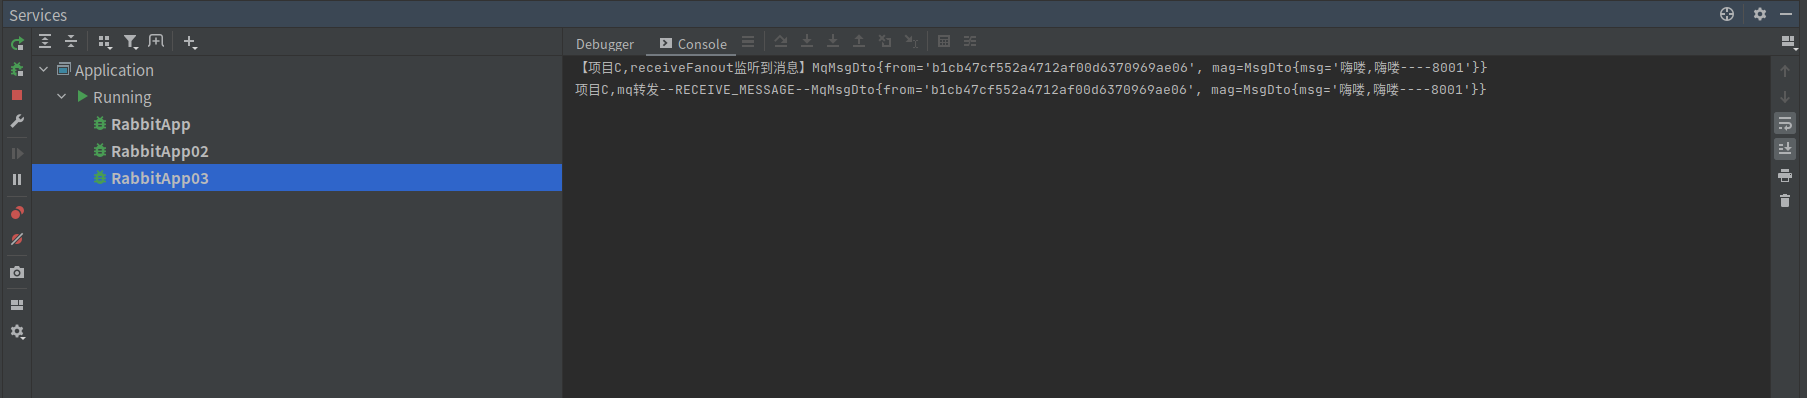 Services
Application
Running
RabbitApp
RabbitApp02
RabbitApp03
Debugger
Console
【项目C,receiveFanout监听到消息】MqMsgDto{from='b1cb47cf552a4712af00d6370969ae06', mag=MsgDto{msg='嗨喽,嗨喽----8001'}}
项目C,mq转发--RECEIVE_MESSAGE--MqMsgDto{from='b1cb47cf552a4712af00d6370969ae06', mag=MsgDto{msg='嗨喽,嗨喽----8001'}}